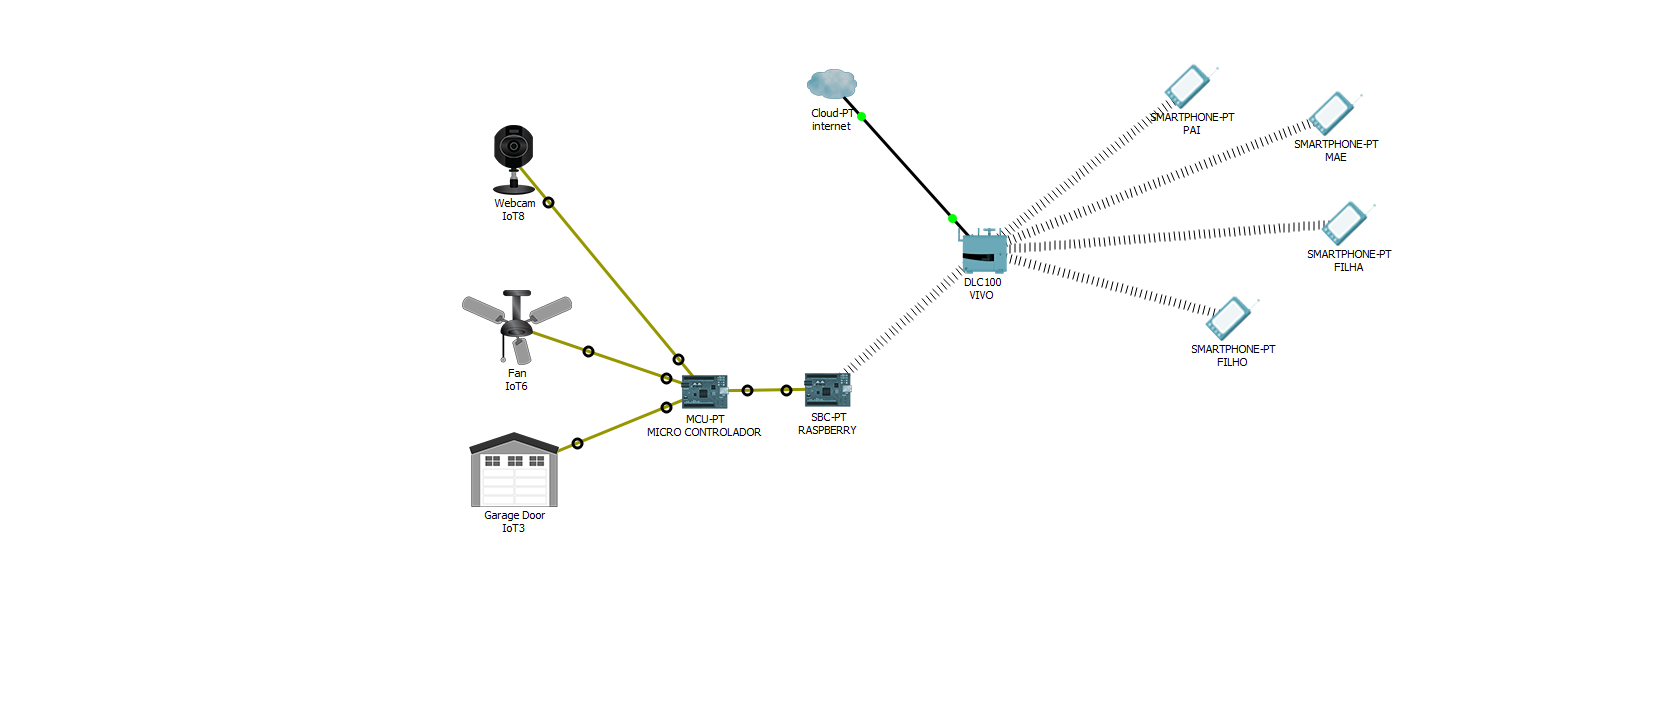 Cloud-PT
internet
SMARTPHONE-PT
PAI
SMARTPHONE-PT
MAE
Webcam
IoT8
SMARTPHONE-PT
FILHA
DLC100
VIVO
SMARTPHONE-PT
FILHO
Fan
IoT6
MCU-PT
MICRO CONTROLADOR
SBC-PT
RASPBERRY
Garage Door
IoT3